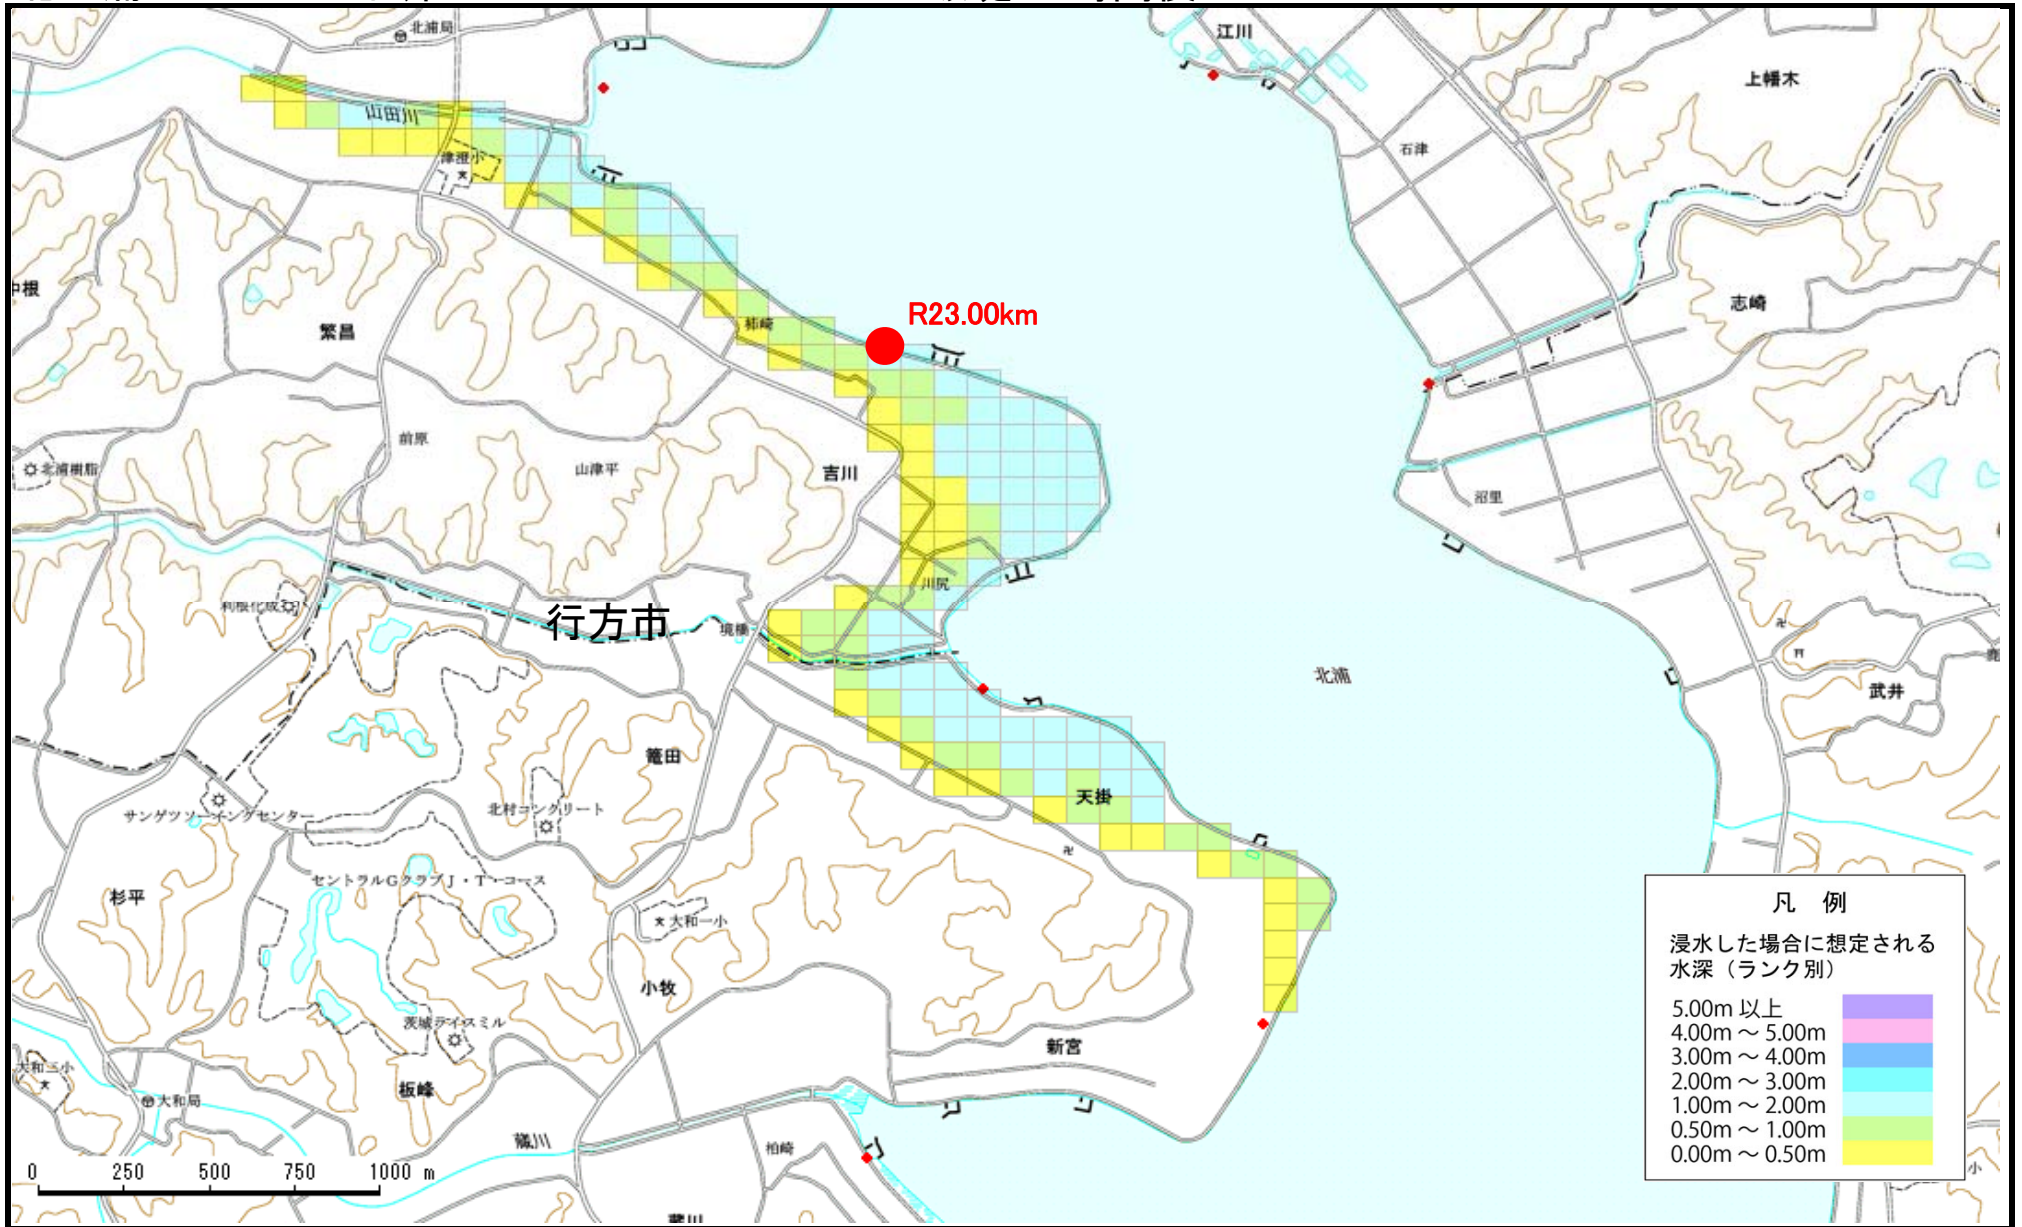 北浦局
江川
上幡木
山田川
石津
津澄小
中根
R23.00km
志崎
繁昌
柿崎
前原
北浦樹脂
山津平
吉川
沼里
川尻
利根化成
行方市
境橋
北浦
武井
篭田
天掛
北村コンクリート
サンゲツソーイングセンター
セントラルGクラブJ・T・コース
杉平
大和一小
小牧
茨城ライスミル
新宮
大和三小
大和局
板峰
蔵川
柏崎
蔵川
小
0 250 500 750 1000 m
凡 例
浸水した場合に想定される
水深（ランク別）
5.00m 以上
4.00m ～ 5.00m
3.00m ～ 4.00m
2.00m ～ 3.00m
1.00m ～ 2.00m
0.50m ～ 1.00m
0.00m ～ 0.50m